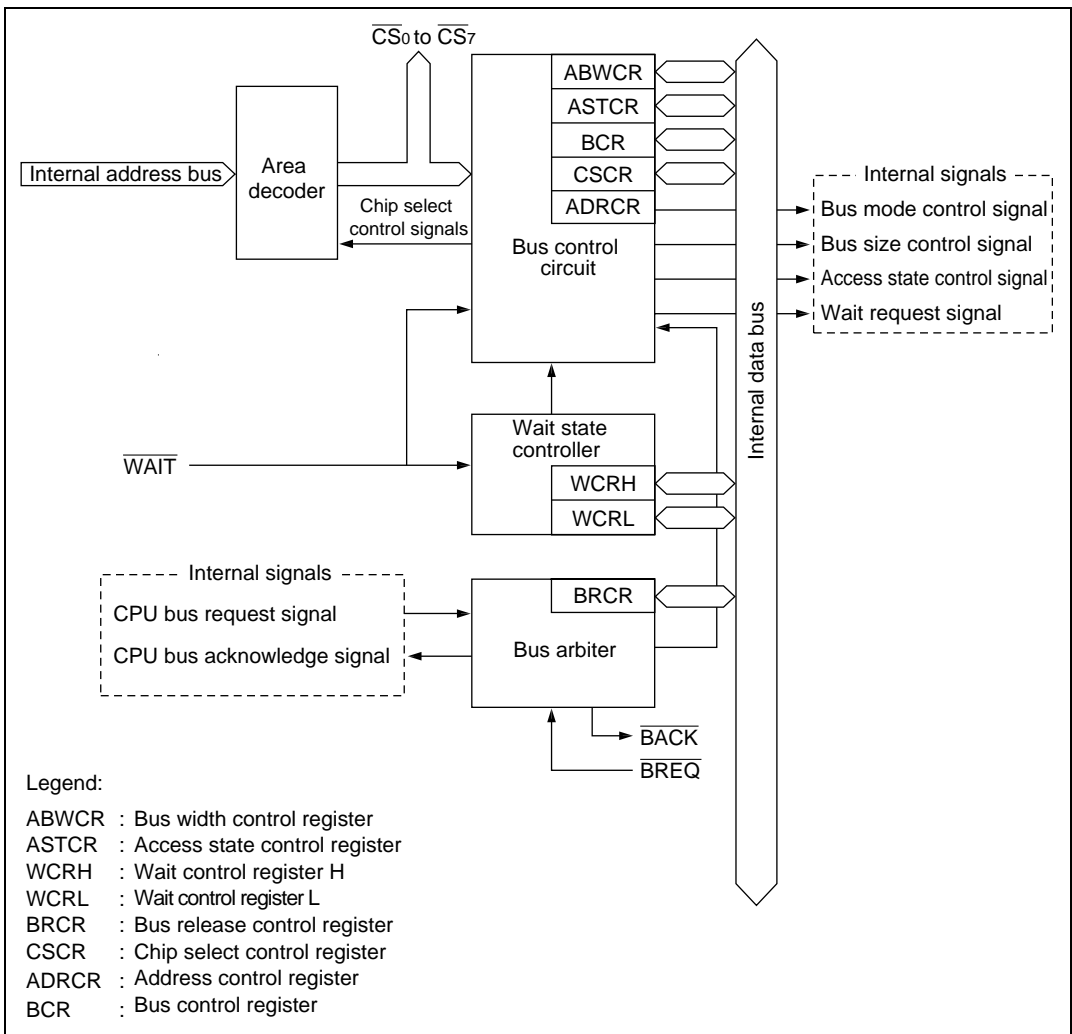 CS0 to CS7
ABWCR
ASTCR
BCR
CSCR
ADRCR
Bus control
circuit
Internal address bus
Area
decoder
Chip select
control signals
Internal signals
Bus mode control signal
Bus size control signal
Access state control signal
Wait request signal
Internal data bus
WAIT
Wait state
controller
WCRH
WCRL
Internal signals
CPU bus request signal
CPU bus acknowledge signal
BRCR
Bus arbiter
BACK
BREQ
Legend:
ABWCR : Bus width control register
ASTCR : Access state control register
WCRH : Wait control register H
WCRL : Wait control register L
BRCR : Bus release control register
CSCR : Chip select control register
ADRCR : Address control register
BCR : Bus control register